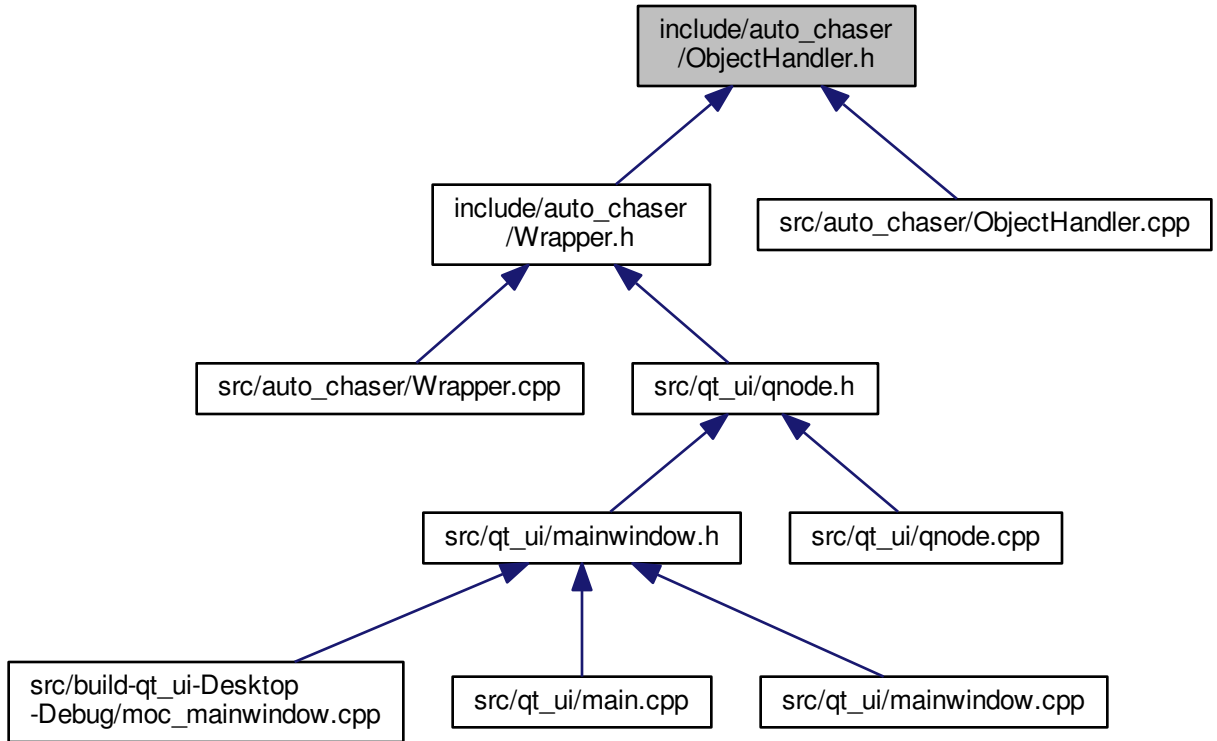 include/auto_chaser
/ObjectHandler.h
include/auto_chaser
/Wrapper.h
src/auto_chaser/ObjectHandler.cpp
src/auto_chaser/Wrapper.cpp
src/qt_ui/qnode.h
src/qt_ui/mainwindow.h
src/qt_ui/qnode.cpp
src/build-qt_ui-Desktop
-Debug/moc_mainwindow.cpp
src/qt_ui/main.cpp
src/qt_ui/mainwindow.cpp